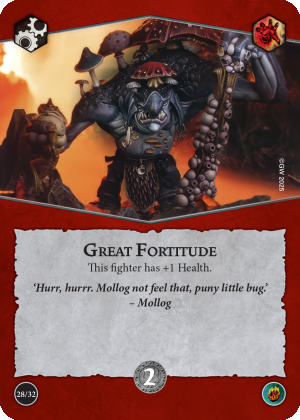 ©GW 2025
GREAT FORTITUDE
This fighter has +1 Health.
‘Hurr, hurrr. Mollog not feel that, puny little bug.’
– Mollog
2
28/32